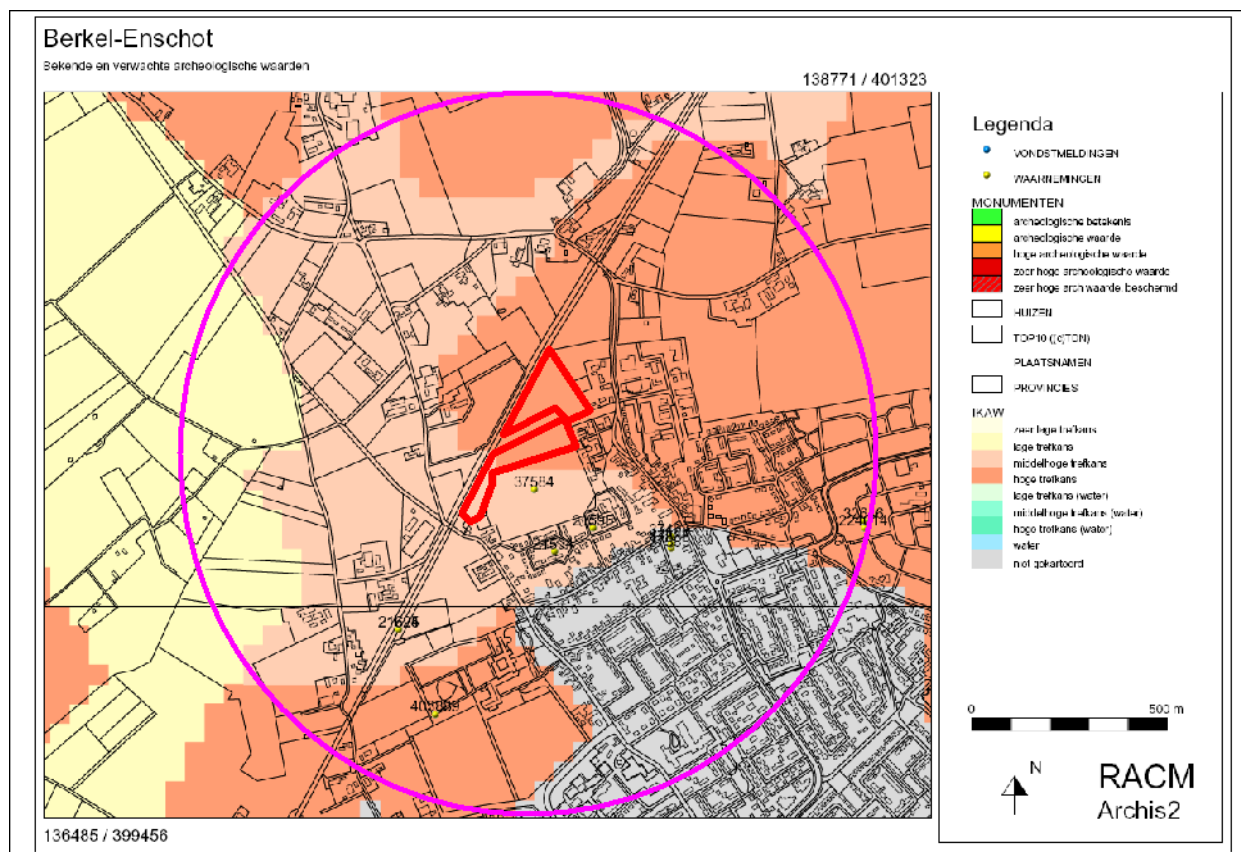 Berkel-Enschot
Bekende en verwachte archeologische waarden
138771 / 401323
37584
136485 / 399456
Legenda
VONDSTMELDINGEN
WAARNEMINGEN
MONUMENTEN
archeologische betekenis
archeologische waarde
hoge archeologische waarde
zeer hoge archeologische waarde
zeer hoge arch waarde, beschermd
HUIZEN
TOP10 ((c)TDN)
PLAATSNAMEN
PROVINCIES
IKAW
zeer lage trefkans
lage trefkans
middelhoge trefkans
hoge trefkans
lage trefkans (water)
middelhoge trefkans (water)
hoge trefkans (water)
water
niet gekarteerd
0 500 m
N
RACM
Archis2